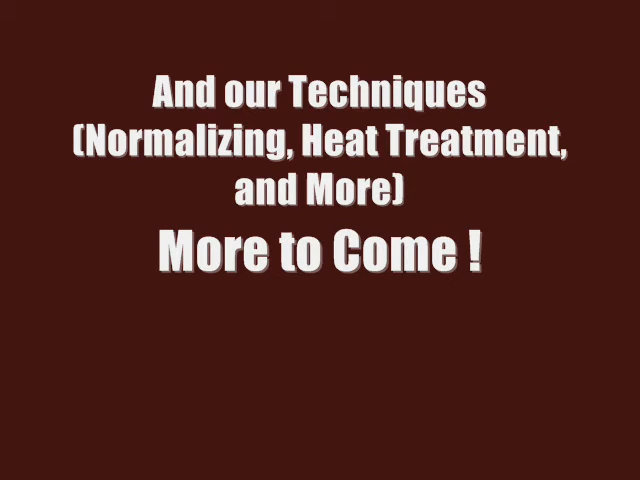 And our Techniques
(Normalizing, Heat Treatment,
and More)
More to Come !